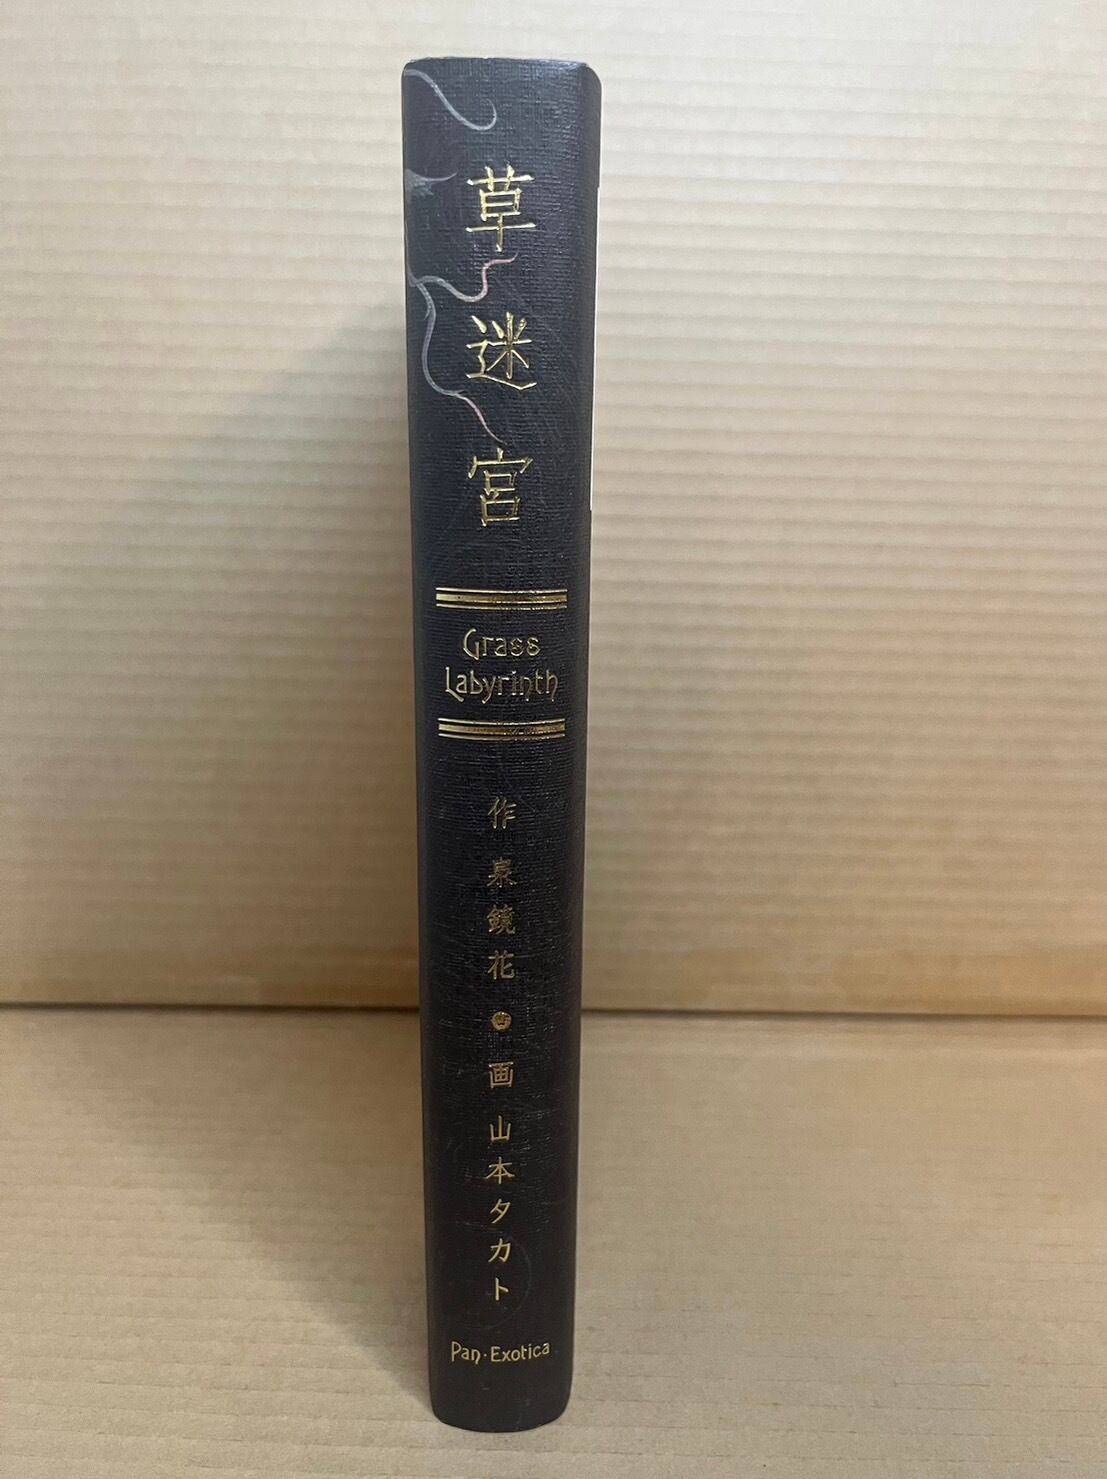 草迷宮
Grass
Labyrinth
作 泉鏡花●画 山本タカト
Pan・Exotica